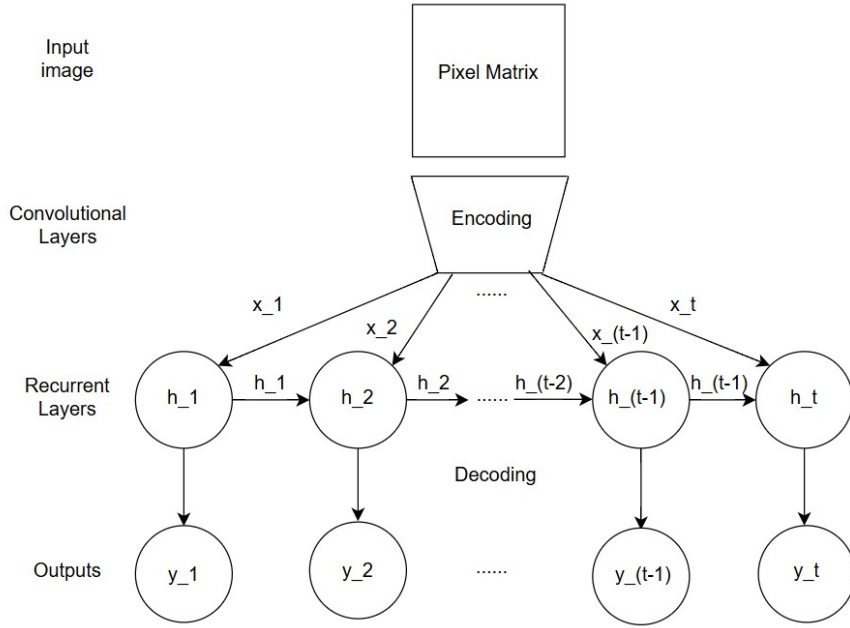 Input
image
Pixel Matrix
Convolutional
Layers
Encoding
x_1
x_2
......
x_(t-1)
x_t
Recurrent
Layers
h_1
h_1
h_2
h_2
......
h_(t-2)
h_(t-1)
h_(t-1)
h_t
Decoding
Outputs
y_1
y_2
......
y_(t-1)
y_t